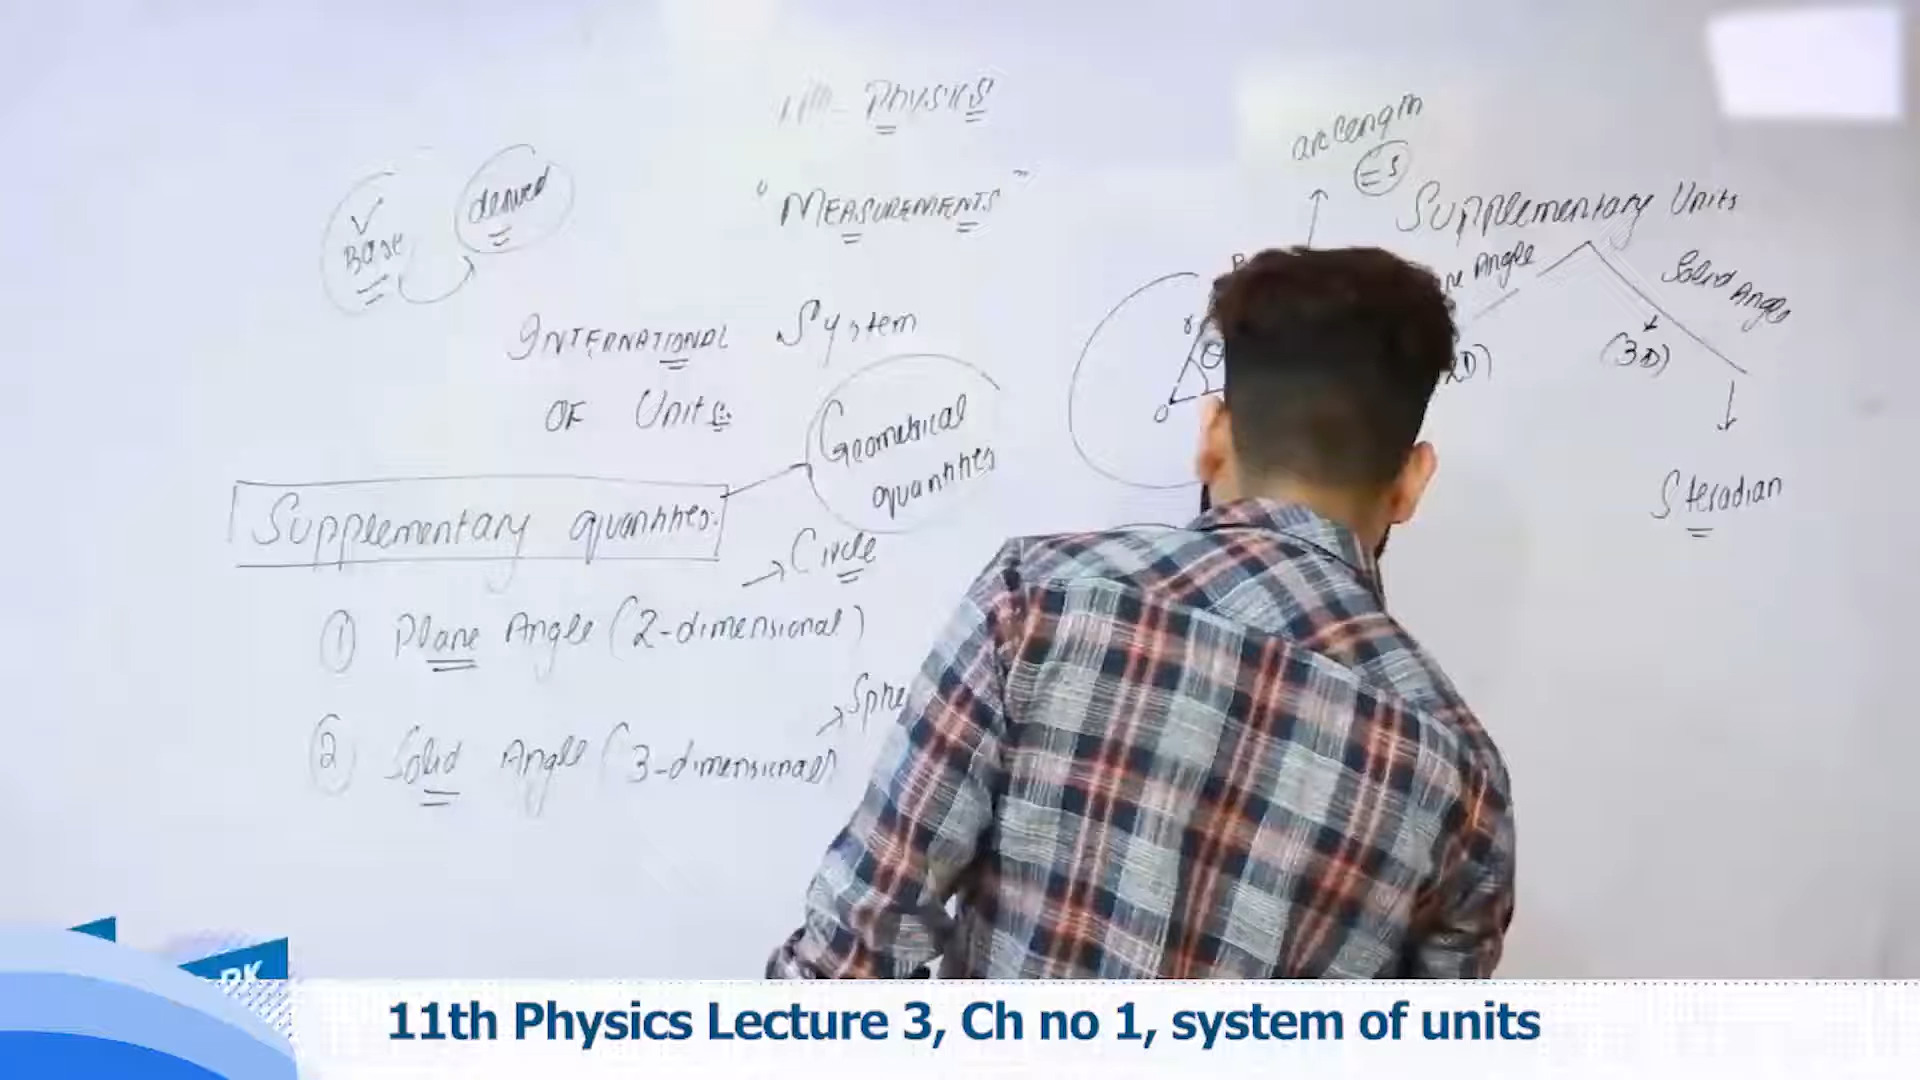 11th - Physics
"MEASUREMENTS"
Base
derived
INTERNATIONAL System
OF Units
Supplementary quantities:
Geometrical
quantities
→ Circle
① Plane Angle (2-dimensional)
② Solid Angle (3-dimensional)
arc length
= S
r
θ
O
Supplementary Units
Angle
Solid Angle
(3D)
Steradian
11th Physics Lecture 3, Ch no 1, system of units